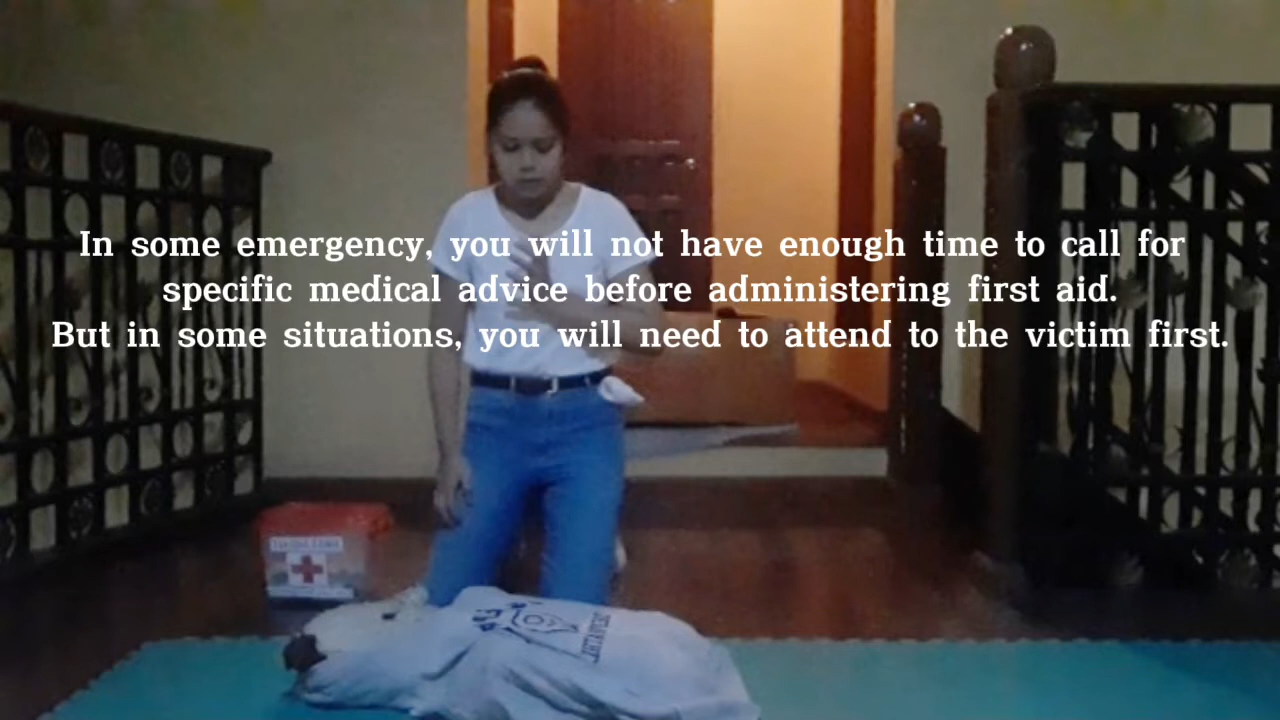 In some emergency, you will not have enough time to call for
specific medical advice before administering first aid.
But in some situations, you will need to attend to the victim first.